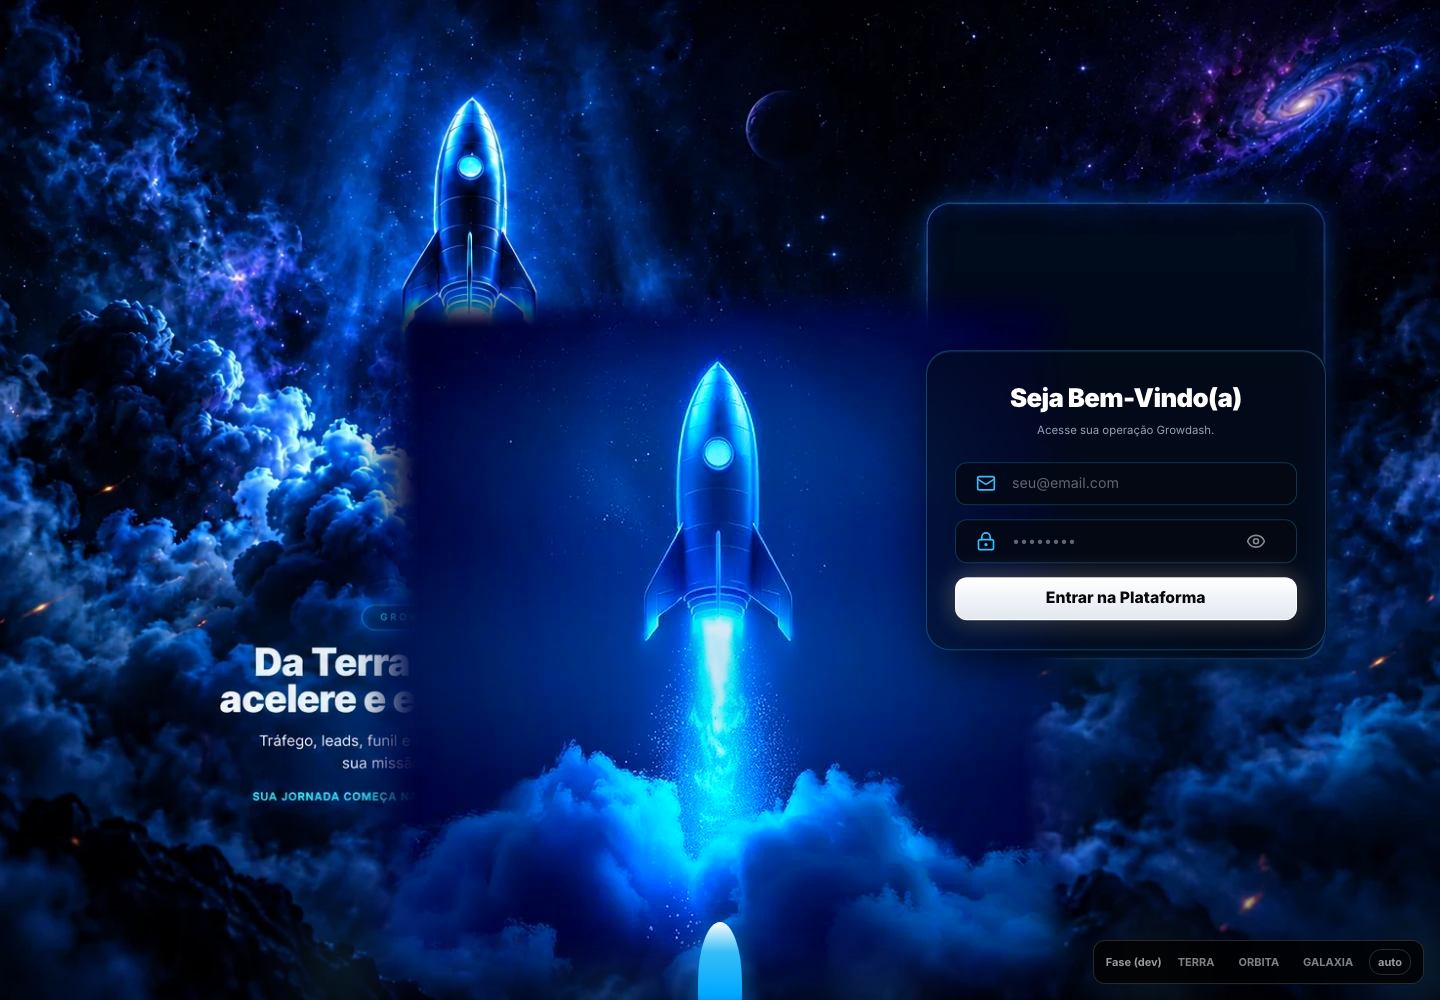 Seja Bem-Vindo(a)
Acesse sua operação Growdash.
seu@email.com
Entrar na Plataforma
Da Terra
acelere e e
Tráfego, leads, funil e
sua missã
SUA JORNADA COMEÇA
Fase (dev) TERRA ORBITA GALAXIA auto